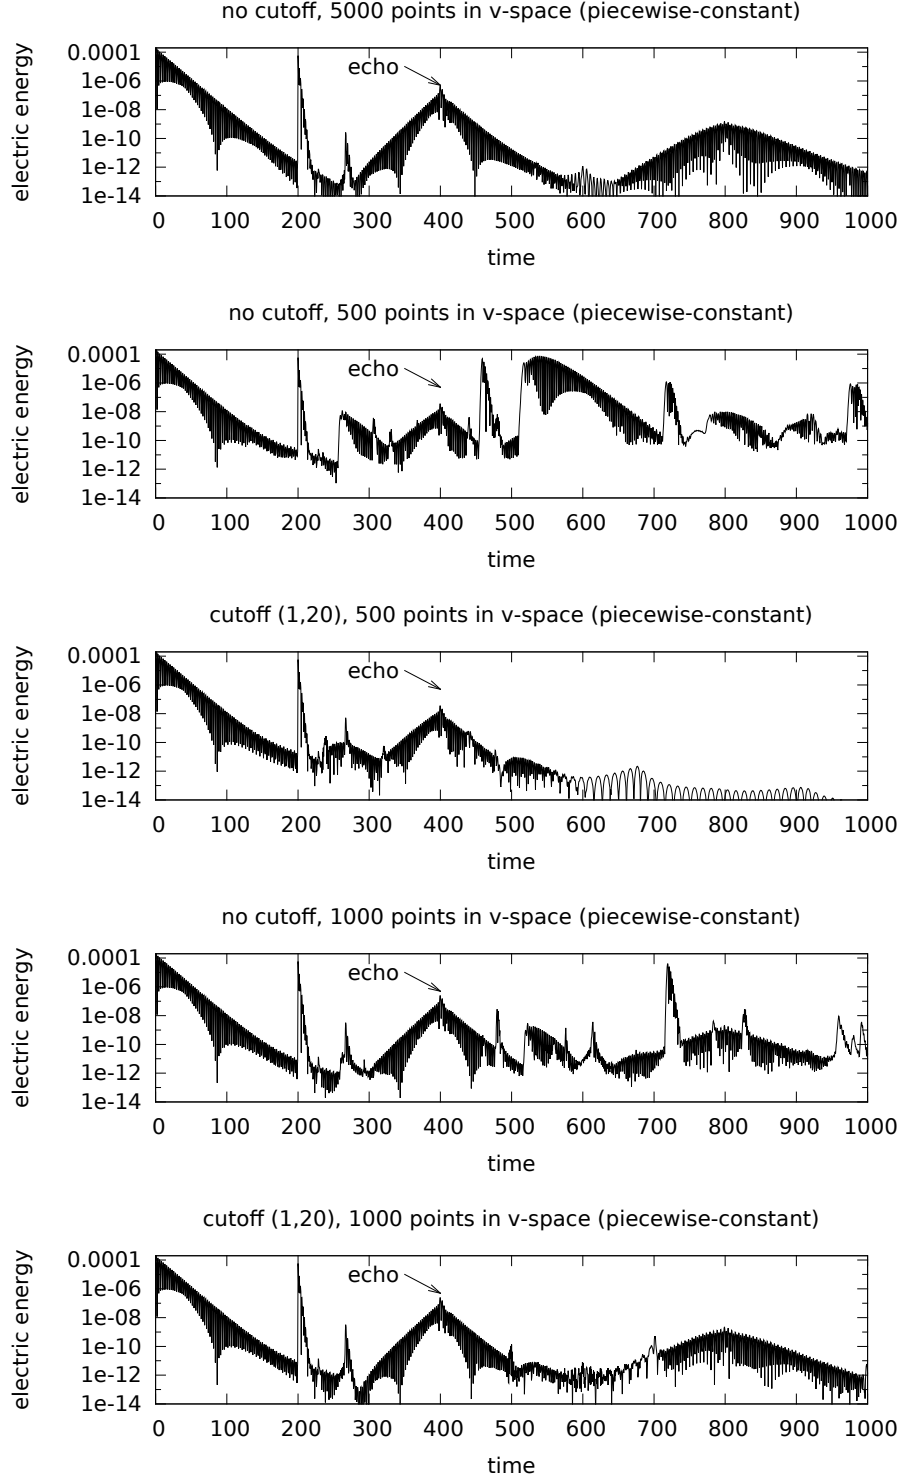 no cutoff, 5000 points in v-space (piecewise-constant)
electric energy
0.0001
echo
1e-06
1e-08
1e-10
1e-12
1e-14
0 100 200 300 400 500 600 700 800 900 1000
time
no cutoff, 500 points in v-space (piecewise-constant)
electric energy
0.0001
echo
1e-06
1e-08
1e-10
1e-12
1e-14
0 100 200 300 400 500 600 700 800 900 1000
time
cutoff (1,20), 500 points in v-space (piecewise-constant)
electric energy
0.0001
echo
1e-06
1e-08
1e-10
1e-12
1e-14
0 100 200 300 400 500 600 700 800 900 1000
time
no cutoff, 1000 points in v-space (piecewise-constant)
electric energy
0.0001
echo
1e-06
1e-08
1e-10
1e-12
1e-14
0 100 200 300 400 500 600 700 800 900 1000
time
cutoff (1,20), 1000 points in v-space (piecewise-constant)
electric energy
0.0001
echo
1e-06
1e-08
1e-10
1e-12
1e-14
0 100 200 300 400 500 600 700 800 900 1000
time